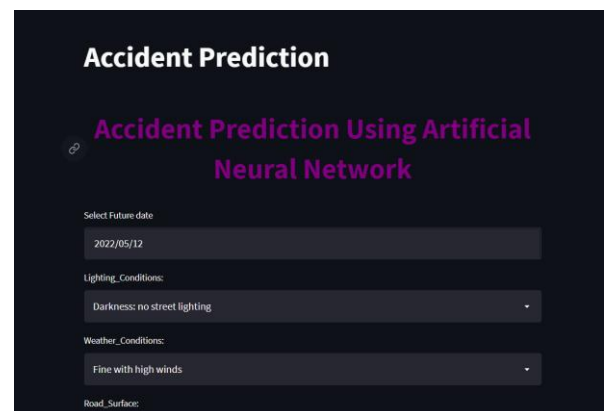 Accident Prediction
Accident Prediction Using Artificial
Neural Network
Select Future date
2022/05/12
Lighting_Conditions:
Darkness: no street lighting
Weather_Conditions:
Fine with high winds
Road_Surface: